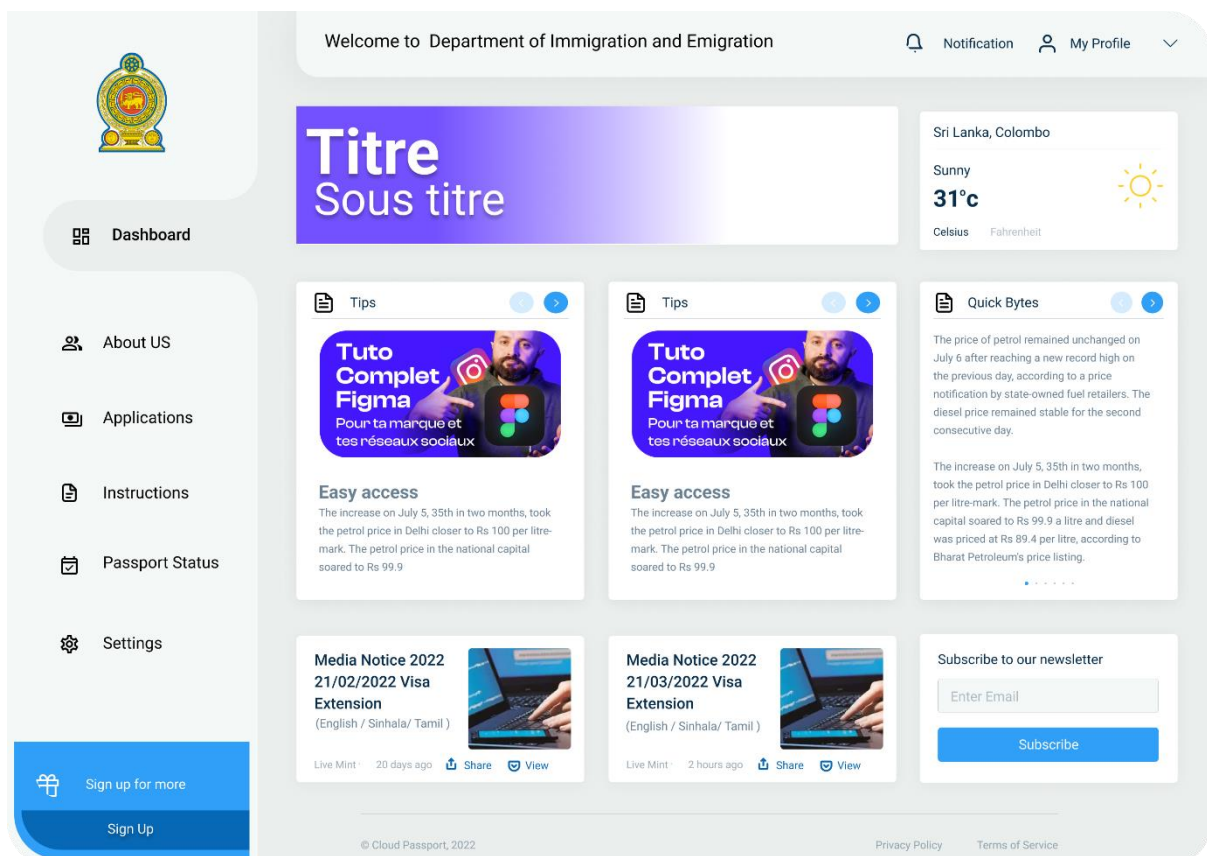 Welcome to Department of Immigration and Emigration
Notification
My Profile
Dashboard
About US
Applications
Instructions
Passport Status
Settings
Sign up for more
Sign Up
Titre
Sous titre
Sri Lanka, Colombo
Sunny
31°c
Celsius Fahrenheit
Tips
Tuto
Complet
Figma
Pour ta marque et
tes réseaux sociaux
Easy access
The increase on July 5, 35th in two months, took
the petrol price in Delhi closer to Rs 100 per litre-
mark. The petrol price in the national capital
soared to Rs 99.9
Tips
Tuto
Complet
Figma
Pour ta marque et
tes réseaux sociaux
Easy access
The increase on July 5, 35th in two months, took
the petrol price in Delhi closer to Rs 100 per litre-
mark. The petrol price in the national capital
soared to Rs 99.9
Quick Bytes
The price of petrol remained unchanged on
July 6 after reaching a new record high on
the previous day, according to a price
notification by state-owned fuel retailers. The
diesel price remained stable for the second
consecutive day.
The increase on July 5, 35th in two months,
took the petrol price in Delhi closer to Rs 100
per litre-mark. The petrol price in the national
capital soared to Rs 99.9 a litre and diesel
was priced at Rs 89.4 per litre, according to
Bharat Petroleum's price listing.
Media Notice 2022
21/02/2022 Visa
Extension
(English / Sinhala/ Tamil )
Live Mint · 20 days ago Share View
Media Notice 2022
21/03/2022 Visa
Extension
(English / Sinhala/ Tamil )
Live Mint · 2 hours ago Share View
Subscribe to our newsletter
Enter Email
Subscribe
© Cloud Passport, 2022
Privacy Policy Terms of Service